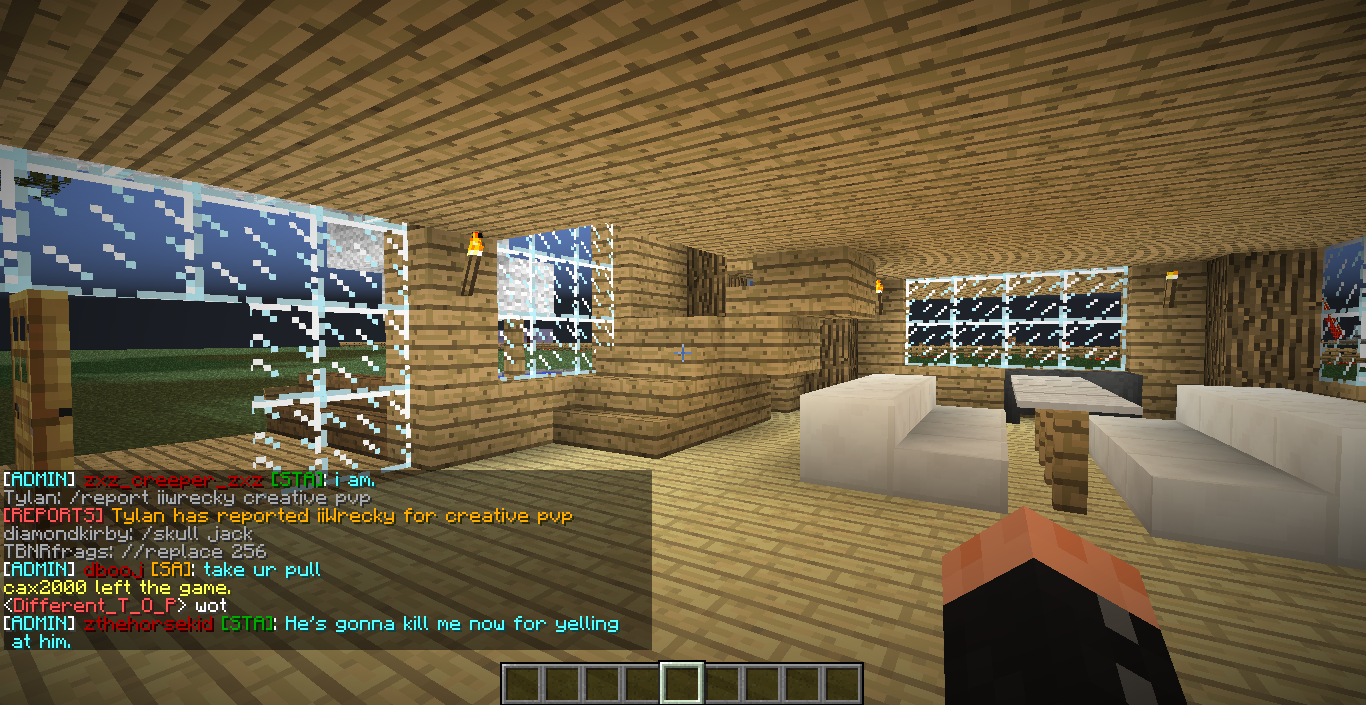 [ADMIN] zxz_creeper_zxz [STA]: i am.
Tylan: /report iiwrecky creative pvp
[REPORTS] Tylan has reported iiWrecky for creative pvp
diamondkirby: /skull jack
TBNRfrags: //replace 256
[ADMIN] dboo.j [SA]: take ur pull
cax2000 left the game.
<Different_T_O_P> wot
[ADMIN] zthehorsekid [STA]: He's gonna kill me now for yelling
at him.